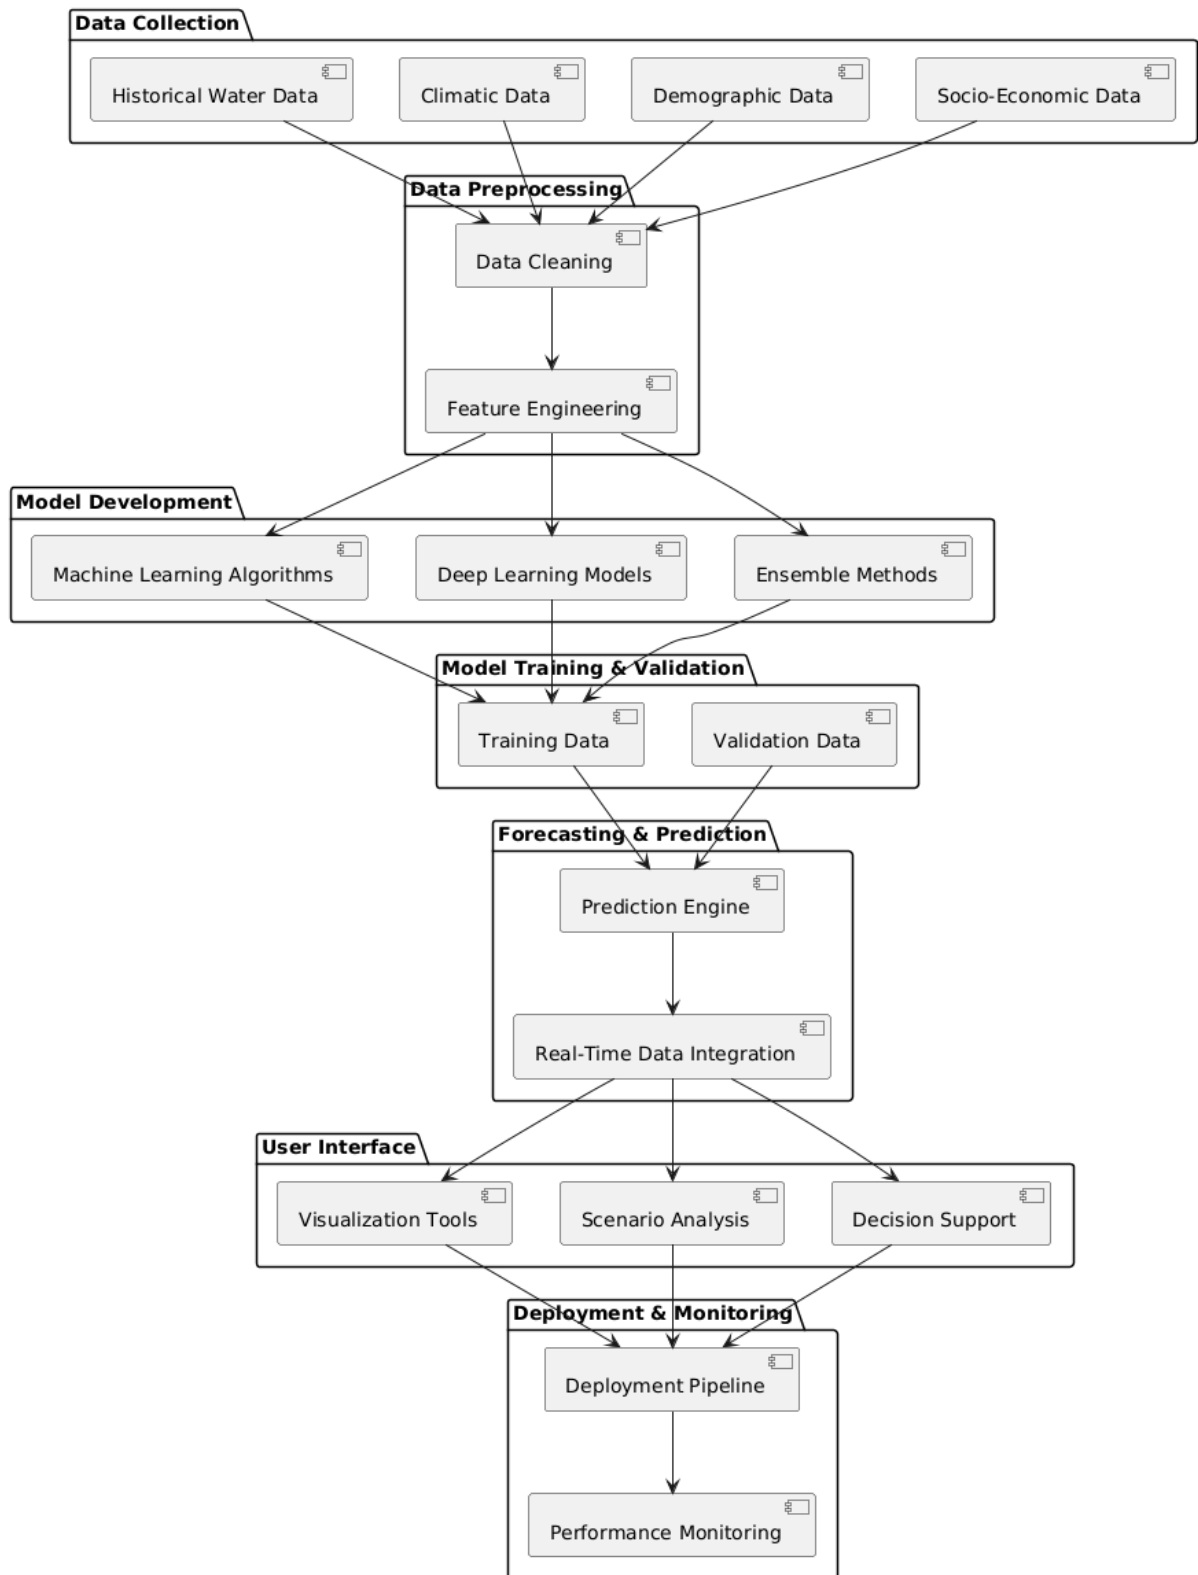 Data Collection
Historical Water Data
Climatic Data
Demographic Data
Socio-Economic Data
Data Preprocessing
Data Cleaning
Feature Engineering
Model Development
Machine Learning Algorithms
Deep Learning Models
Ensemble Methods
Model Training & Validation
Training Data
Validation Data
Forecasting & Prediction
Prediction Engine
Real-Time Data Integration
User Interface
Visualization Tools
Scenario Analysis
Decision Support
Deployment & Monitoring
Deployment Pipeline
Performance Monitoring